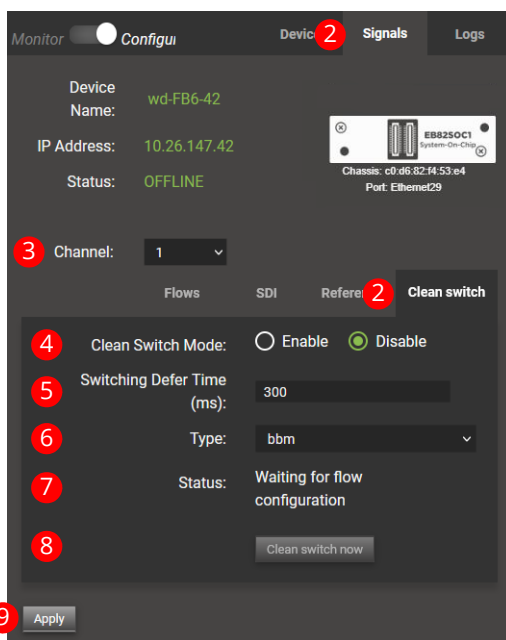 Monitor Configur Device 2 Signals Logs
Device
Name: wd-FB6-42
EB82SOC1
System-On-Chip
IP Address: 10.26.147.42
Chassis: c0:d6:82:f4:53:e4
Status: OFFLINE
Port: Ethernet29
3 Channel: 1
Flows SDI Referen 2 Clean switch
4 Clean Switch Mode: Enable Disable
Switching Defer Time
5 (ms): 300
6 Type: bbm
7 Status: Waiting for flow
configuration
8 Clean switch now
9 Apply